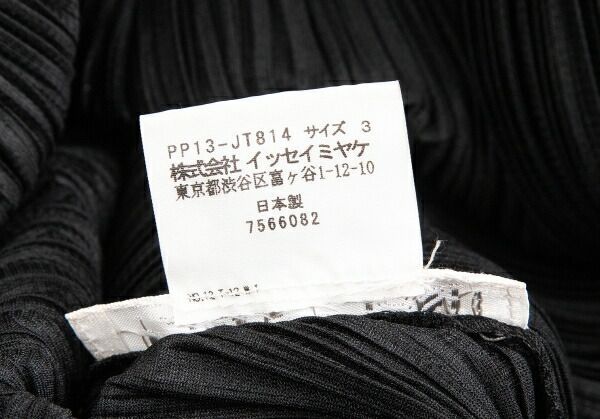 PP13-JT814 サイズ 3
株式会社 イッセイミヤケ
東京都渋谷区富ヶ谷1-12-10
日本製
7566082